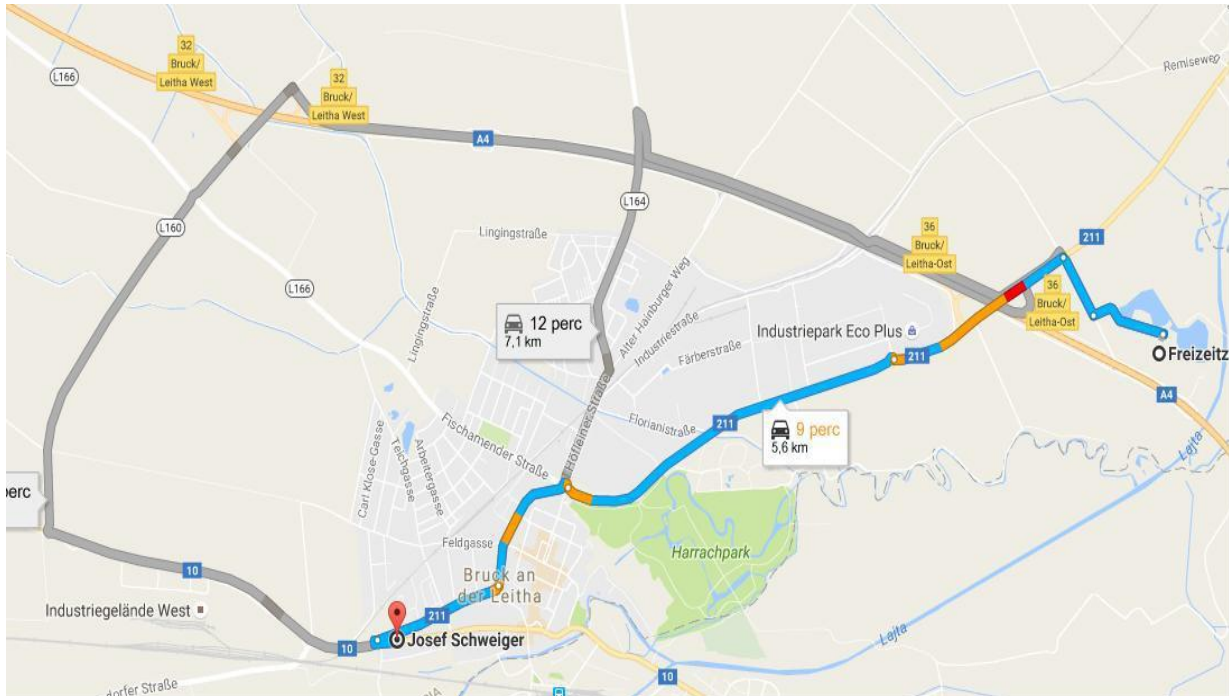 32
Bruck/
Leitha West
L166
32
Bruck/
Leitha West
Remiseweg
A4
L160
L164
Lingingstraße
36
Bruck/
Leitha-Ost
211
L166
Lingingstraße
Alter Hainburger Weg
36
Bruck/
Leitha-Ost
12 perc
7,1 km
Industriestraße
Industriepark Eco Plus
Färberstraße
211
Freizeitz
A4
Höfleiner Straße
Florianistraße
211
9 perc
5,6 km
Fischamender Straße
Carl Klose-Gasse
Teichgasse
Arbeitergasse
Lajta
perc
Feldgasse
Harrachpark
10
Bruck an
der Leitha
Industriegelände West
211
Josef Schweiger
10
Lajta
dorfer Straße
10